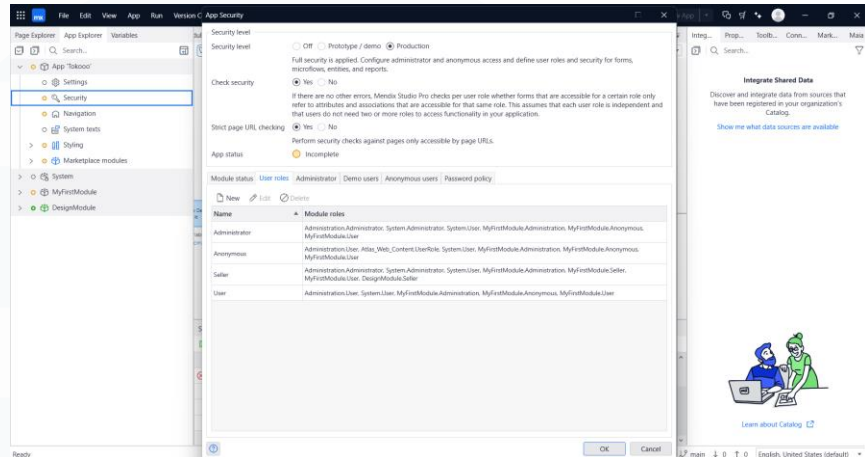 mx File Edit View App Run Version C
App Security
Page Explorer App Explorer Variables
Search...
App 'Tokooo'
Settings
Security
Navigation
System texts
Styling
Marketplace modules
System
MyFirstModule
DesignModule
Security level
Security level Off Prototype / demo Production
Full security is applied. Configure administrator and anonymous access and define user roles and security for forms,
microflows, entities, and reports.
Check security Yes No
If there are no other errors, Mendix Studio Pro checks per user role whether forms that are accessible for a certain role only
refer to attributes and associations that are accessible for that same role. This assumes that each user role is independent and
that users do not need two or more roles to access functionality in your application.
Strict page URL checking Yes No
Perform security checks against pages only accessible by page URLs.
App status Incomplete
Module status User roles Administrator Demo users Anonymous users Password policy
New Edit Delete
Name Module roles
Administrator Administration.Administrator, System.Administrator, System.User, MyFirstModule.Administration, MyFirstModule.Anonymous,
MyFirstModule.User
Anonymous Administration.User, Atlas_Web_Content.UserRole, System.User, MyFirstModule.Administration, MyFirstModule.Anonymous,
MyFirstModule.User
Seller Administration.Administrator, System.Administrator, System.User, MyFirstModule.Administration, MyFirstModule.Seller,
MyFirstModule.User, DesignModule.Seller
User Administration.User, System.User, MyFirstModule.Administration, MyFirstModule.Anonymous, MyFirstModule.User
OK Cancel
Integ... Prop... Toolb... Conn... Mark... Maia
Search...
Integrate Shared Data
Discover and integrate data from sources that
have been registered in your organization's
Catalog.
Show me what data sources are available
Learn about Catalog
Ready
main 0 0 English, United States (default)